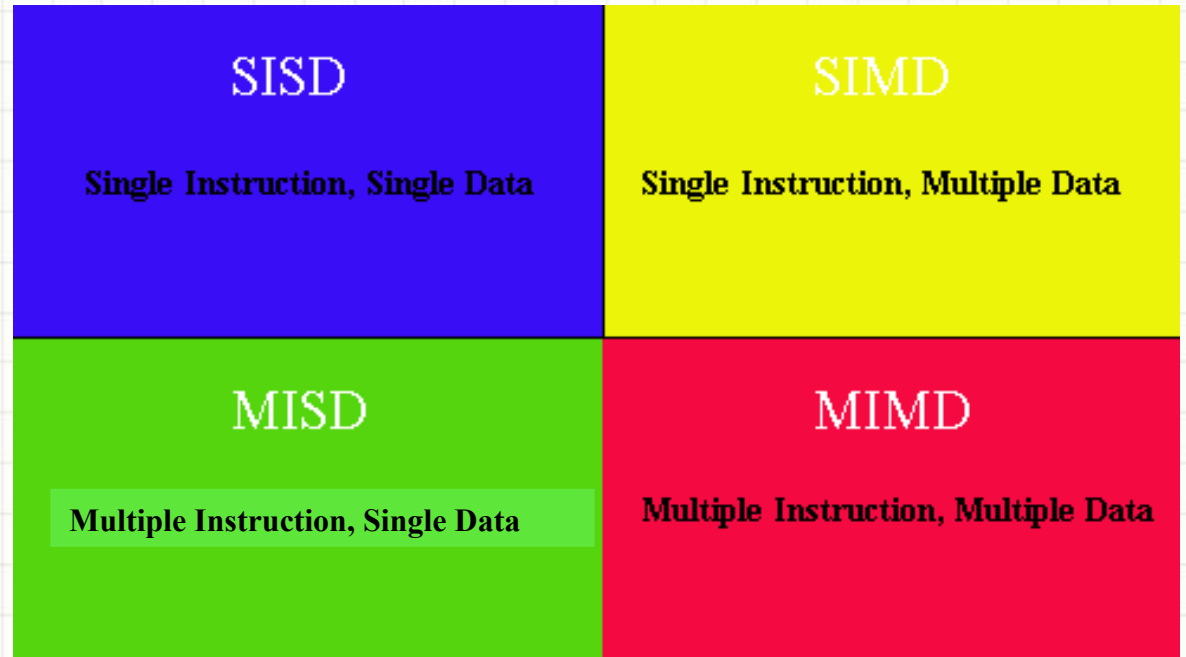 SISD
Single Instruction, Single Data
SIMD
Single Instruction, Multiple Data
MISD
Multiple Instruction, Single Data
MIMD
Multiple Instruction, Multiple Data